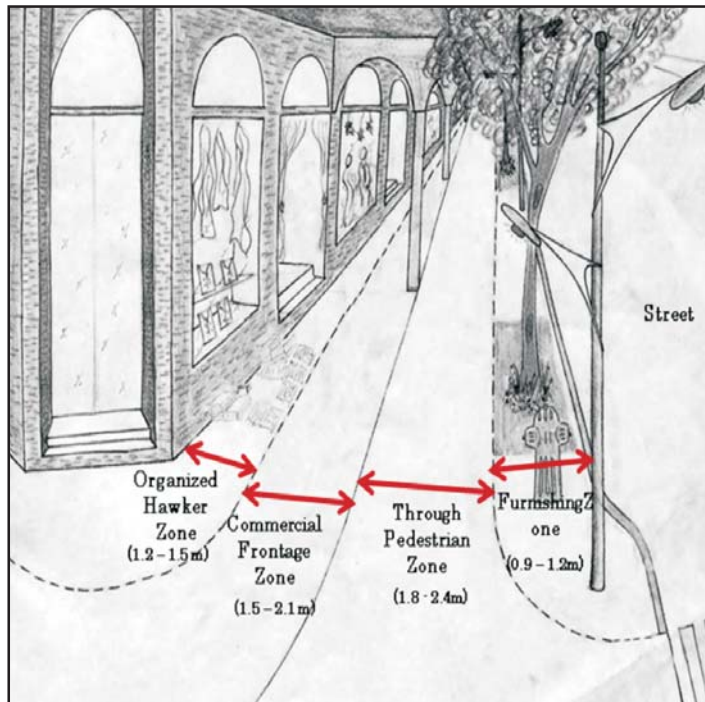 Street
Organized
Hawker
Zone
(1.2 – 1.5m)
Commercial
Frontage
Zone
(1.5 – 2.1m)
Through
Pedestrian
Zone
(1.8 - 2.4m)
FurnishingZ
one
(0.9 – 1.2m)